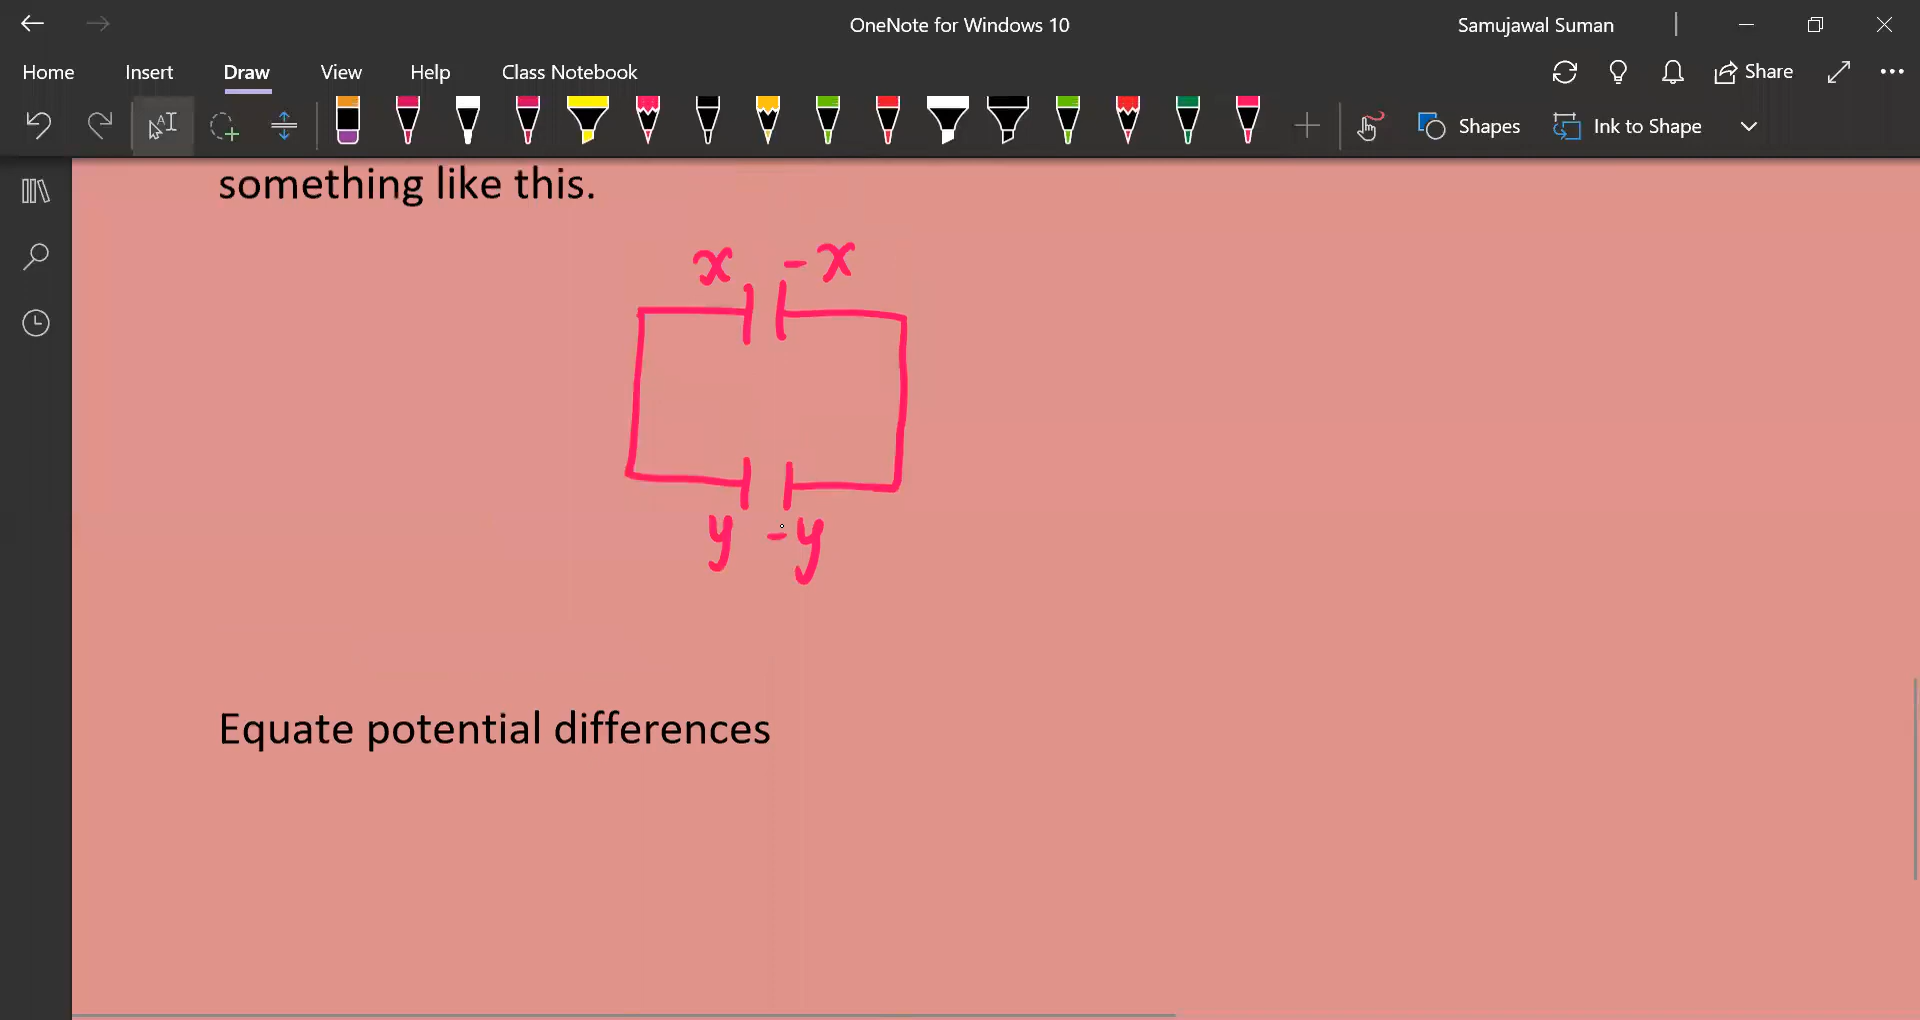 OneNote for Windows 10
Samujawal Suman
Home Insert Draw View Help Class Notebook
Share
Shapes Ink to Shape
something like this.
x -x
y -y
Equate potential differences